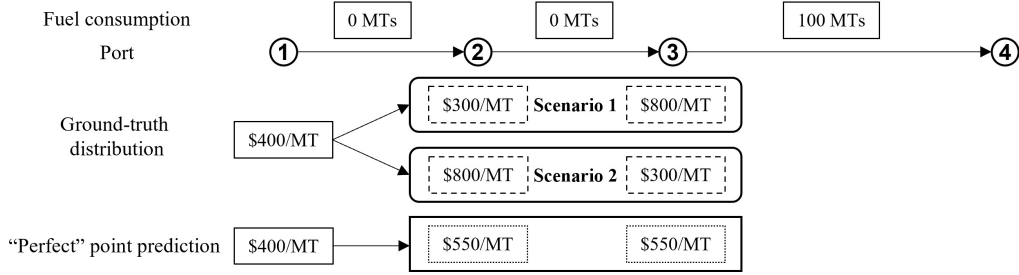 Fuel consumption 0 MTs 0 MTs 100 MTs
Port 1 2 3 4
$300/MT Scenario 1 $800/MT
Ground-truth
distribution
$400/MT
$800/MT Scenario 2 $300/MT
“Perfect” point prediction $400/MT $550/MT $550/MT